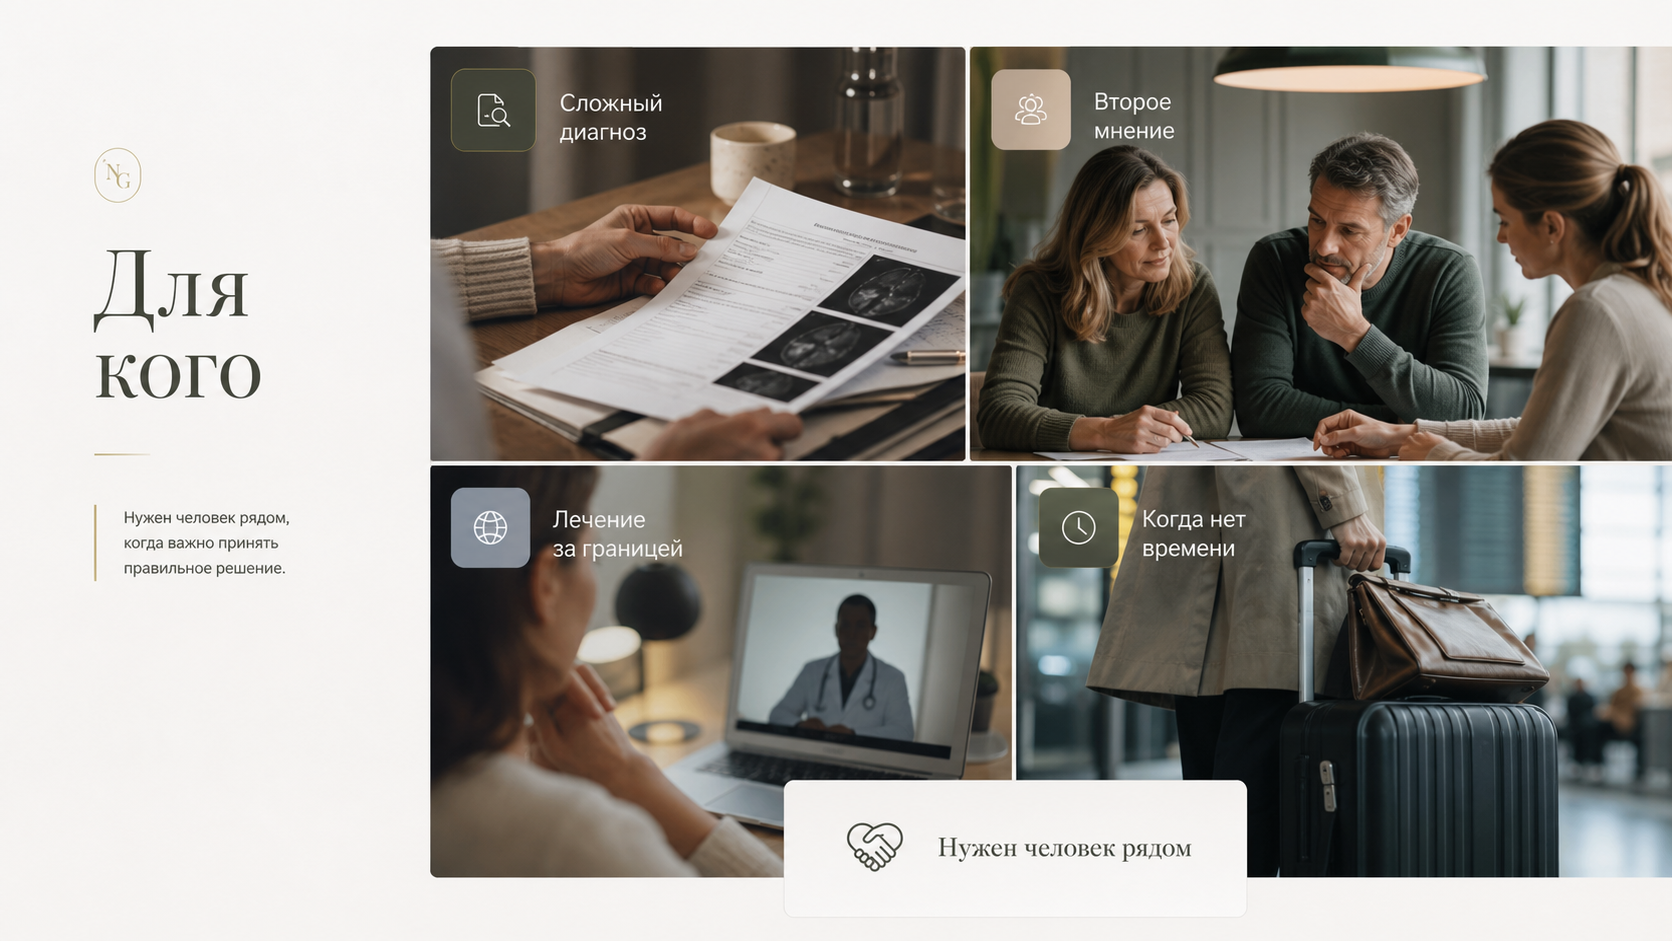 NG
Для
кого
Нужен человек рядом,
когда важно принять
правильное решение.
Сложный
диагноз
Второе
мнение
Лечение
за границей
Когда нет
времени
Нужен человек рядом